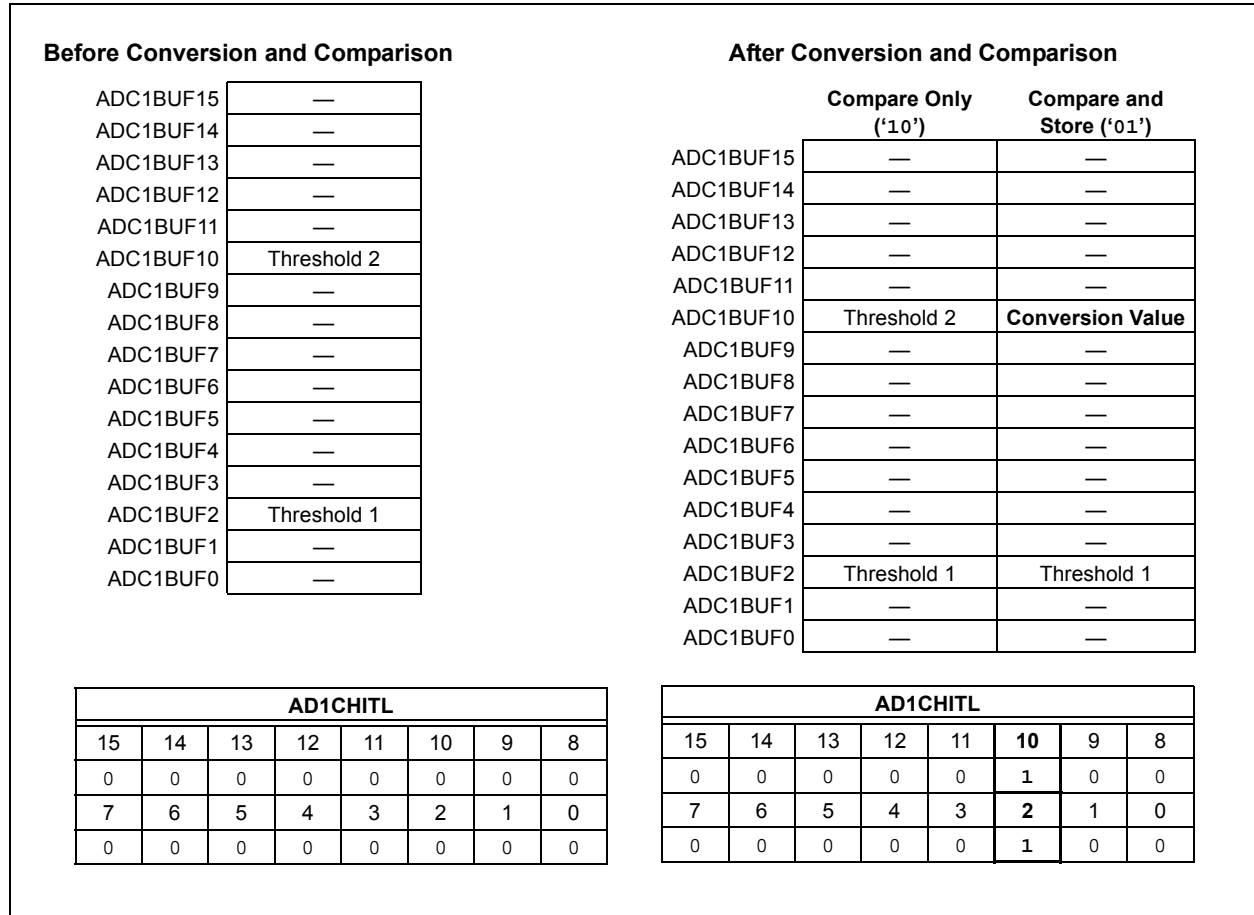 Before Conversion and Comparison
ADC1BUF15 —
ADC1BUF14 —
ADC1BUF13 —
ADC1BUF12 —
ADC1BUF11 —
ADC1BUF10 Threshold 2
ADC1BUF9 —
ADC1BUF8 —
ADC1BUF7 —
ADC1BUF6 —
ADC1BUF5 —
ADC1BUF4 —
ADC1BUF3 —
ADC1BUF2 Threshold 1
ADC1BUF1 —
ADC1BUF0 —
AD1CHITL
15 14 13 12 11 10 9 8
0 0 0 0 0 0 0 0
7 6 5 4 3 2 1 0
0 0 0 0 0 0 0 0
After Conversion and Comparison
Compare Only Compare and
(‘10’) Store (‘01’)
ADC1BUF15 — —
ADC1BUF14 — —
ADC1BUF13 — —
ADC1BUF12 — —
ADC1BUF11 — —
ADC1BUF10 Threshold 2 Conversion Value
ADC1BUF9 — —
ADC1BUF8 — —
ADC1BUF7 — —
ADC1BUF6 — —
ADC1BUF5 — —
ADC1BUF4 — —
ADC1BUF3 — —
ADC1BUF2 Threshold 1 Threshold 1
ADC1BUF1 — —
ADC1BUF0 — —
AD1CHITL
15 14 13 12 11 10 9 8
0 0 0 0 0 1 0 0
7 6 5 4 3 2 1 0
0 0 0 0 0 1 0 0